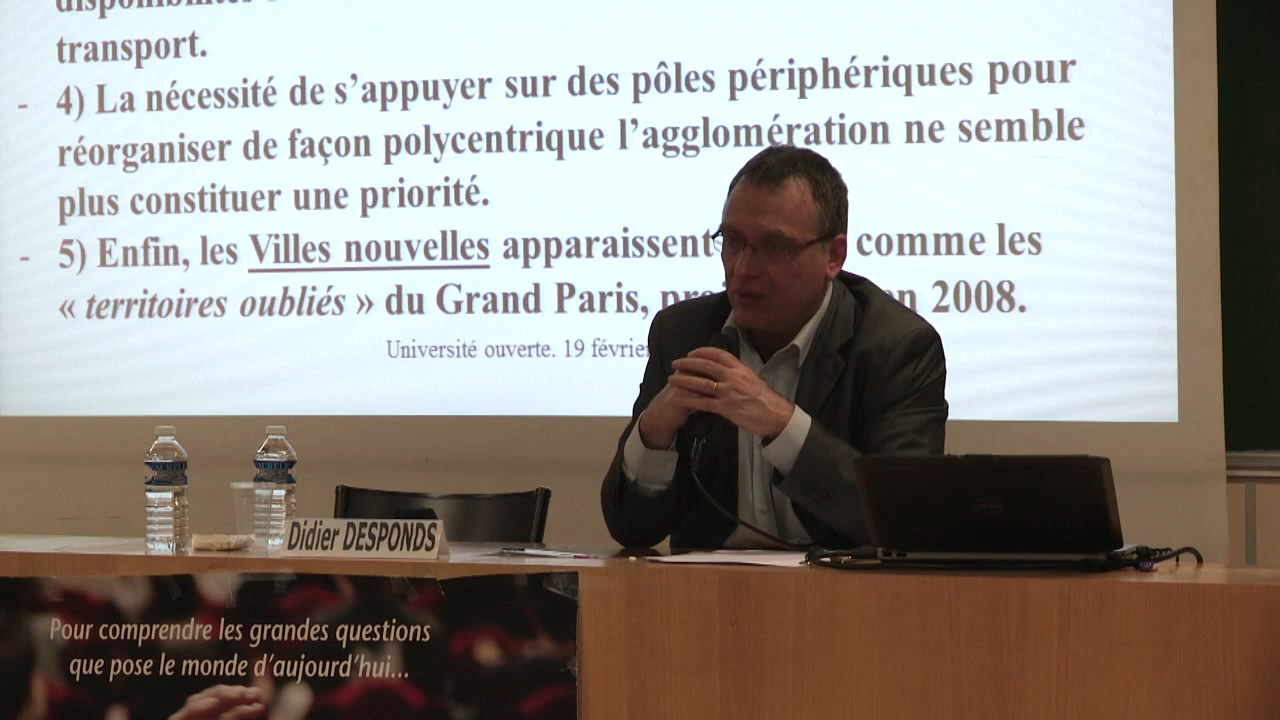 transport.
- 4) La nécessité de s'appuyer sur des pôles périphériques pour
réorganiser de façon polycentrique l'agglomération ne semble
plus constituer une priorité.
- 5) Enfin, les Villes nouvelles apparaissent comme les
« territoires oubliés » du Grand Paris, en 2008.
Université ouverte. 19 février
Didier DESPONDS
Pour comprendre les grandes questions
que pose le monde d'aujourd'hui...